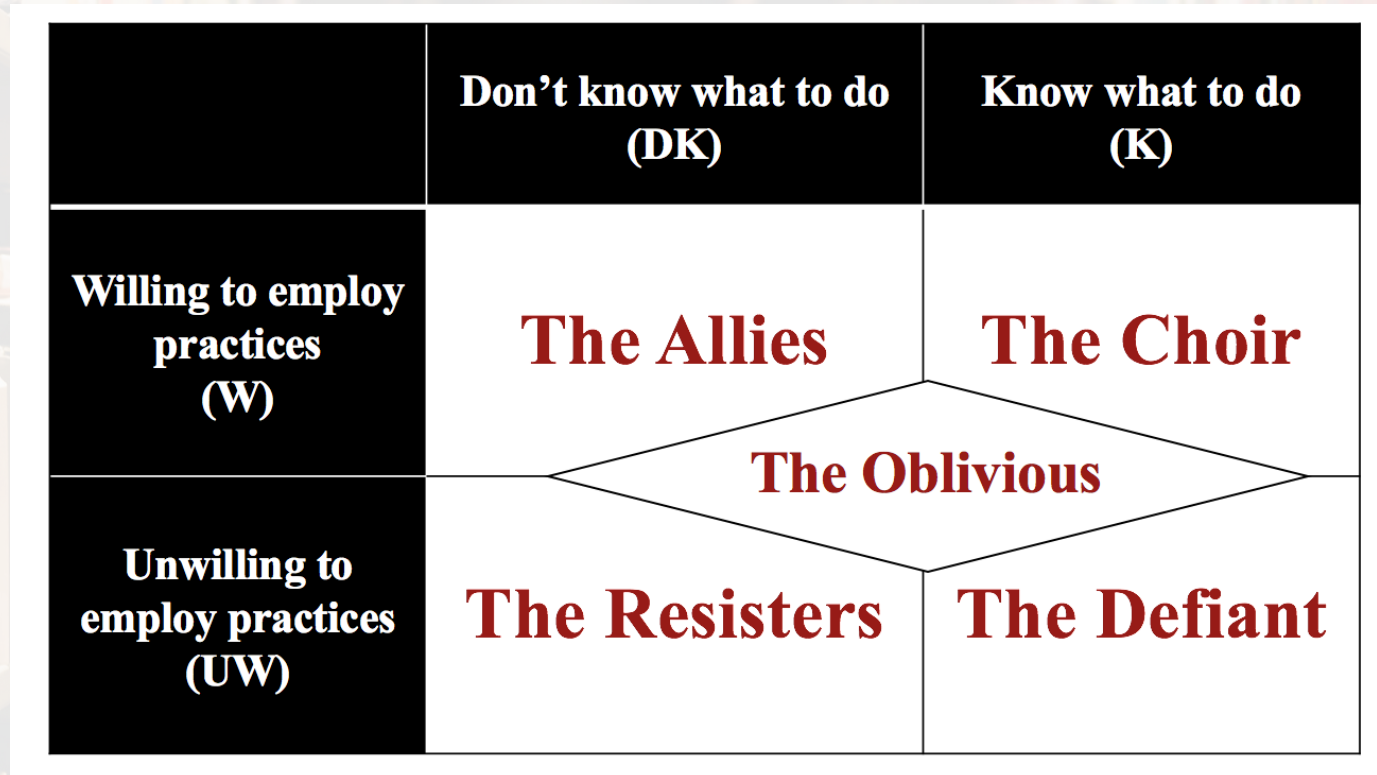 Don’t know what to do
(DK)
Know what to do
(K)
Willing to employ
practices
(W)
The Allies
The Choir
The Oblivious
Unwilling to
employ practices
(UW)
The Resisters
The Defiant